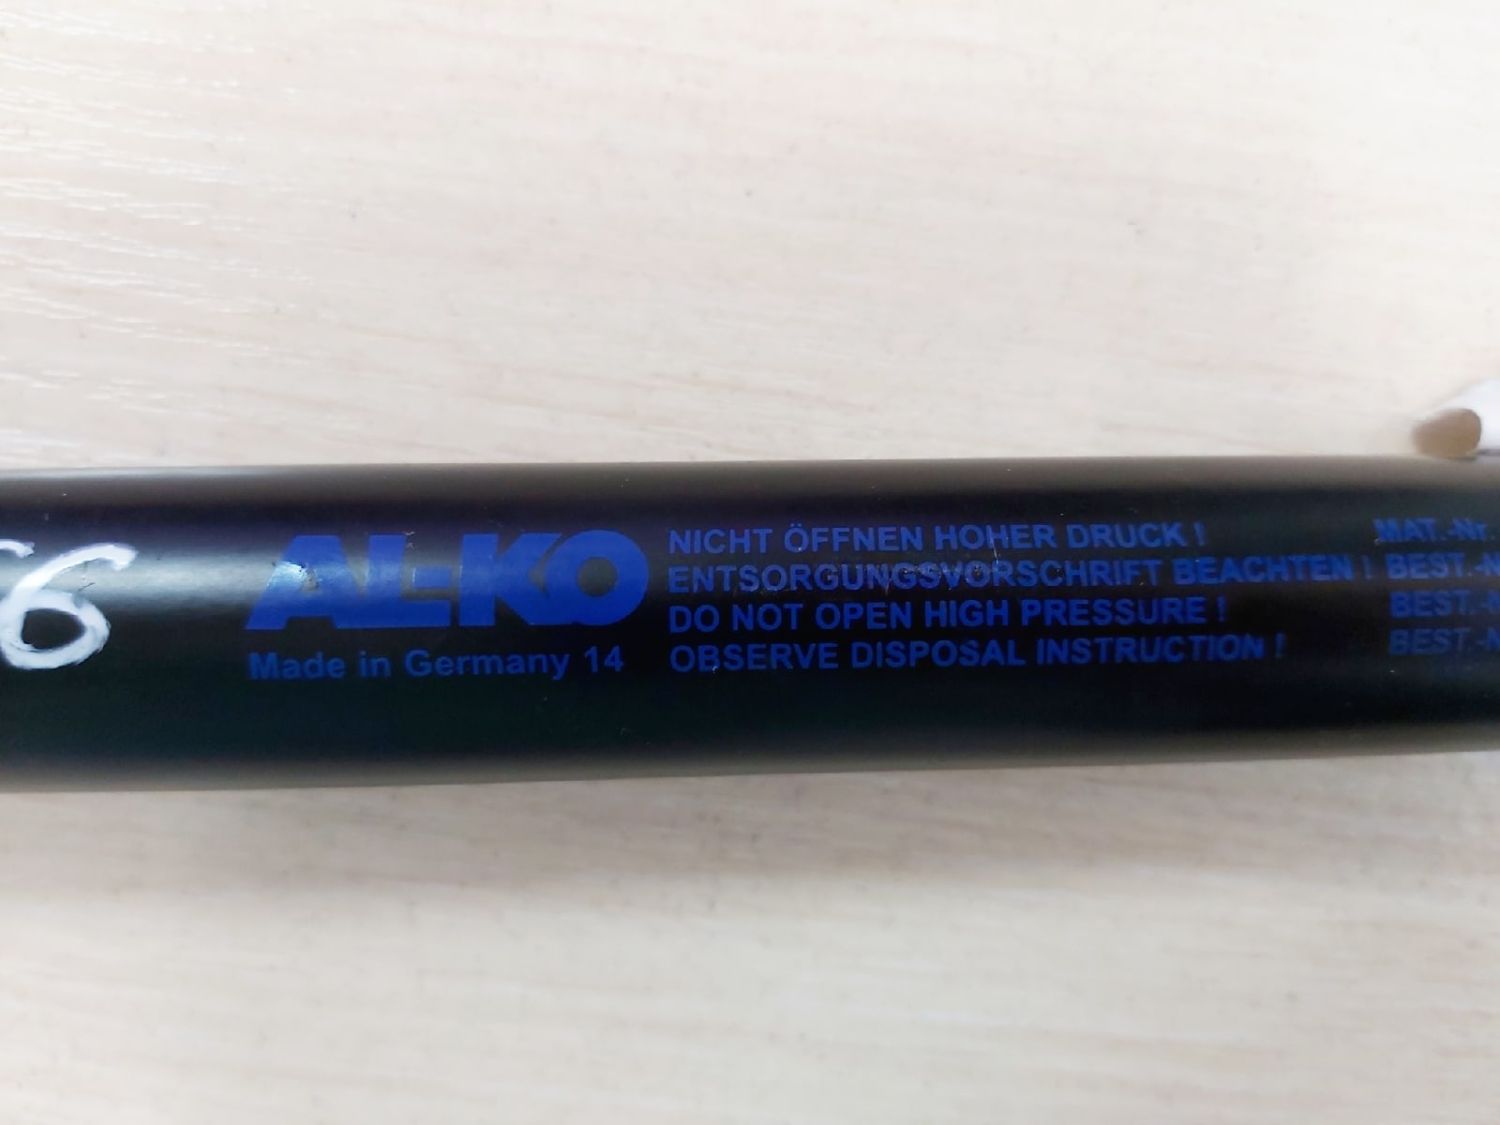 6
AL-KO
Made in Germany 14
NICHT ÖFFNEN HOHER DRUCK !
ENTSORGUNGSVORSCHRIFT BEACHTEN !
DO NOT OPEN HIGH PRESSURE !
OBSERVE DISPOSAL INSTRUCTION !
MAT.-Nr.
BEST.-N
BEST.-N
BEST.-N